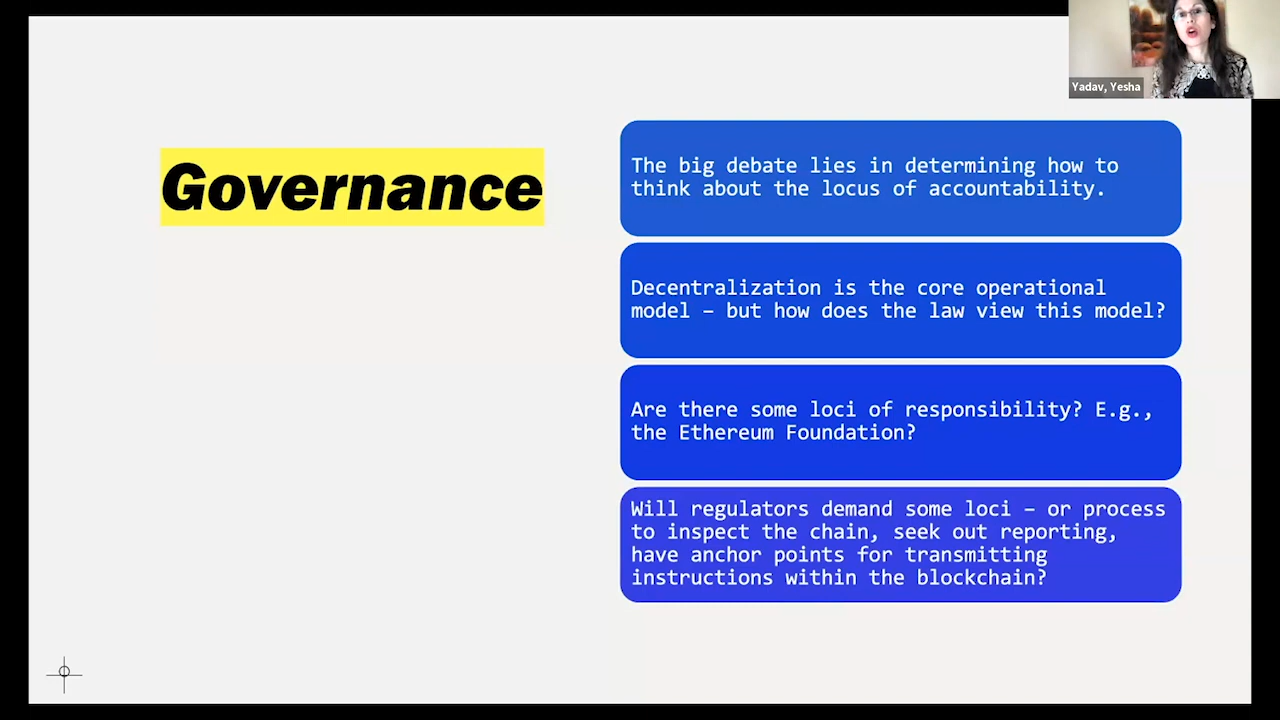 Yadav, Yesha
Governance
The big debate lies in determining how to
think about the locus of accountability.
Decentralization is the core operational
model – but how does the law view this model?
Are there some loci of responsibility? E.g.,
the Ethereum Foundation?
Will regulators demand some loci – or process
to inspect the chain, seek out reporting,
have anchor points for transmitting
instructions within the blockchain?